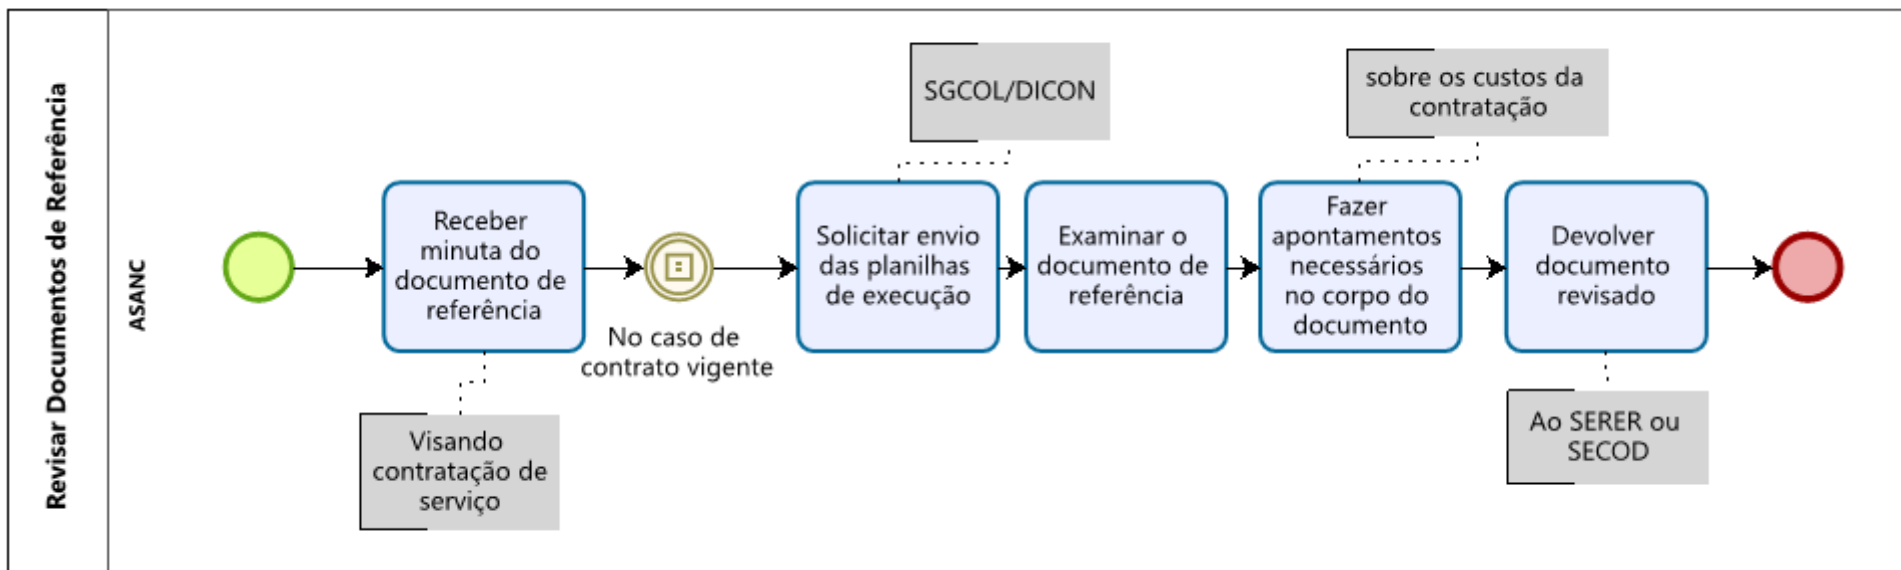 Revisar Documentos de Referência
ASANC
Receber
minuta do
documento de
referência
Visando
contratação de
serviço
No caso de
contrato vigente
SGCOL/DICON
Solicitar envio
das planilhas
de execução
Examinar o
documento de
referência
sobre os custos da
contratação
Fazer
apontamentos
necessários
no corpo do
documento
Devolver
documento
revisado
Ao SERER ou
SECOD